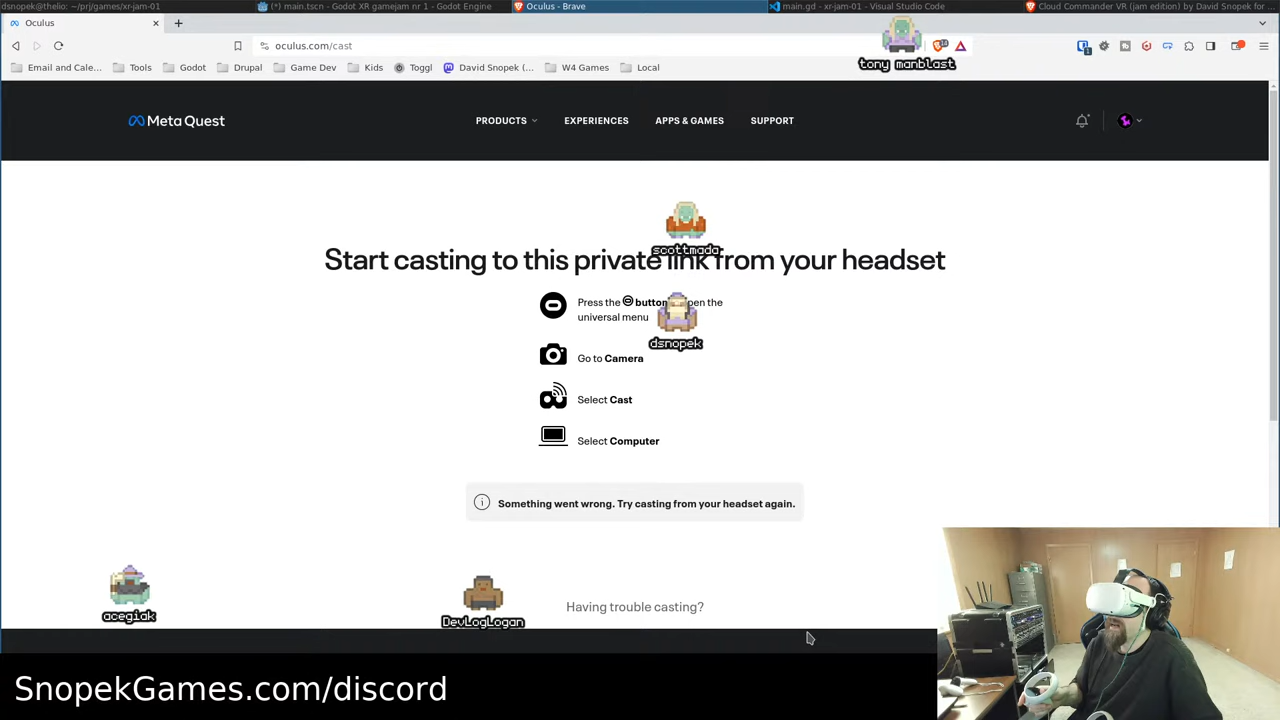 dsnopek@thelio: ~/prj/games/xr-jam-01
(*) main.tscn - Godot XR gamejam nr 1 - Godot Engine
Oculus - Brave
main.gd - xr-jam-01 - Visual Studio Code
Cloud Commander VR (jam edition) by David Snopek for ...
Oculus
oculus.com/cast
Email and Cale...
Tools
Godot
Drupal
Game Dev
Kids
Toggl
David Snopek (...
W4 Games
Local
tony manblast
Meta Quest
PRODUCTS
EXPERIENCES
APPS & GAMES
SUPPORT
scottmada
Start casting to this private link from your headset
Press the button open the
universal menu
dsnopek
Go to Camera
Select Cast
Select Computer
Something went wrong. Try casting from your headset again.
acegiak
DevLogLogan
Having trouble casting?
SnopekGames.com/discord